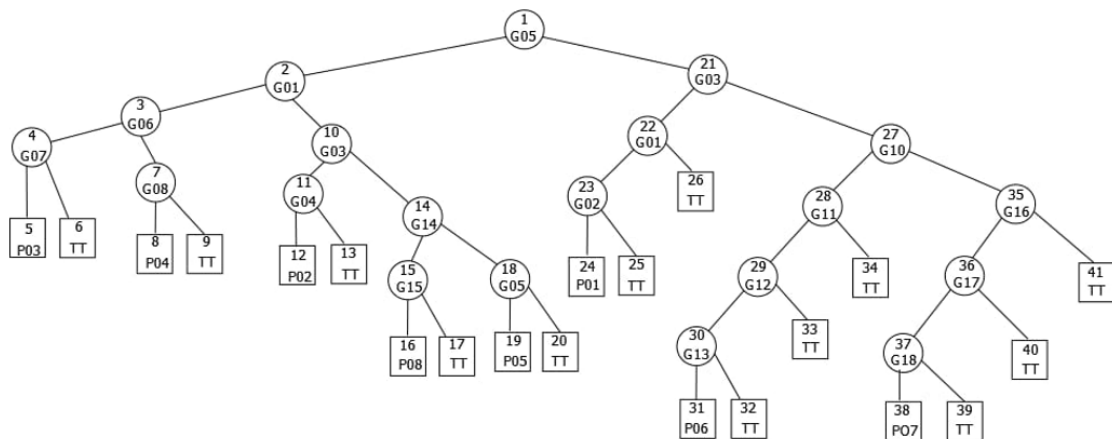 1
G05
2
G01
21
G03
3
G06
4
G07
10
G03
22
G01
27
G10
7
G08
11
G04
23
G02
26
TT
28
G11
35
G16
14
G14
5
P03
6
TT
8
P04
9
TT
12
P02
13
TT
15
G15
18
G05
24
P01
25
TT
29
G12
34
TT
36
G17
41
TT
16
P08
17
TT
19
P05
20
TT
30
G13
33
TT
37
G18
40
TT
31
P06
32
TT
38
PO7
39
TT